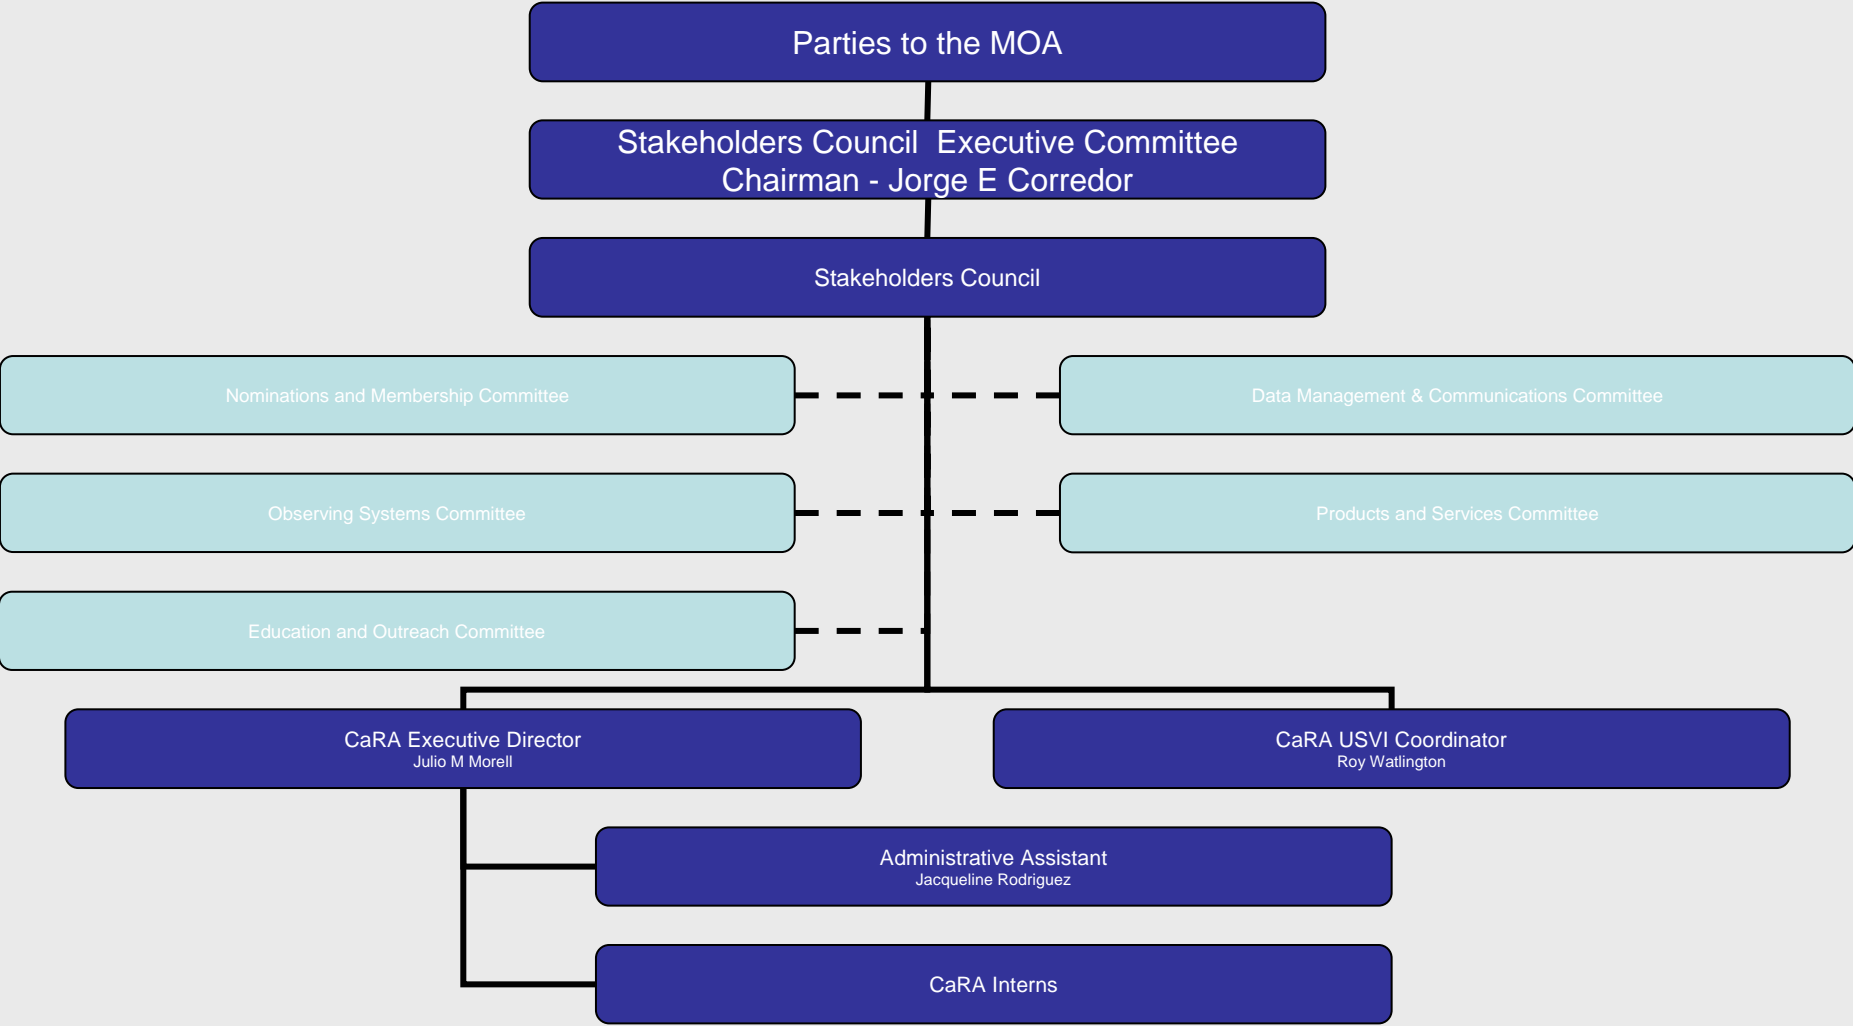 Parties to the MOA
Stakeholders Council  Executive Committee
Chairman - Jorge E Corredor
Stakeholders Council
Nominations and Membership Committee
Data Management & Communications Committee
Observing Systems Committee
Products and Services Committee
Education and Outreach Committee
CaRA Executive Director
Julio M Morell
CaRA USVI Coordinator
Roy Watlington
Administrative Assistant
Jacqueline Rodriguez
CaRA Interns